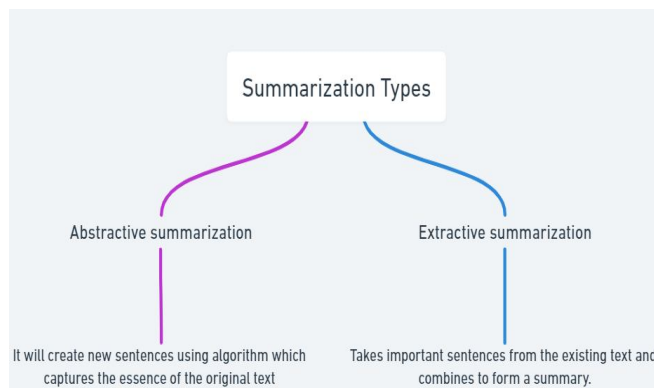 Summarization Types
Abstractive summarization
Extractive summarization
It will create new sentences using algorithm which
captures the essence of the original text
Takes important sentences from the existing text and
combines to form a summary.